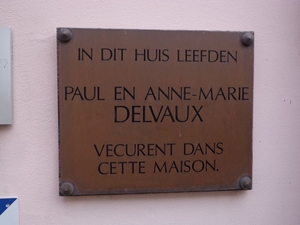 IN DIT HUIS LEEFDEN
PAUL EN ANNE-MARIE
DELVAUX
VECURENT DANS
CETTE MAISON.